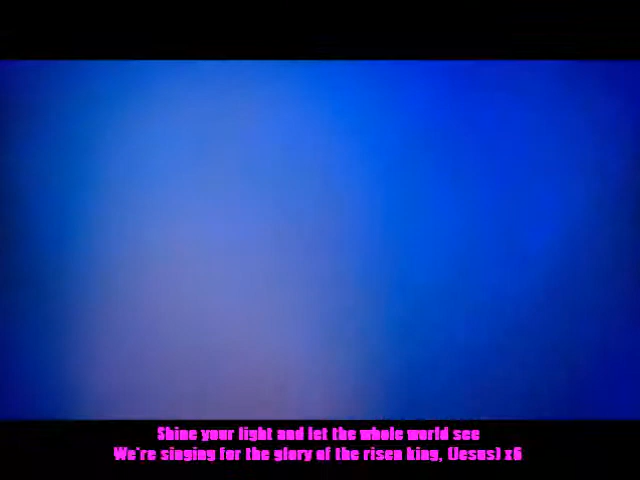 Shine your light and let the whole world see
We're singing for the glory of the risen king, (Jesus) x6